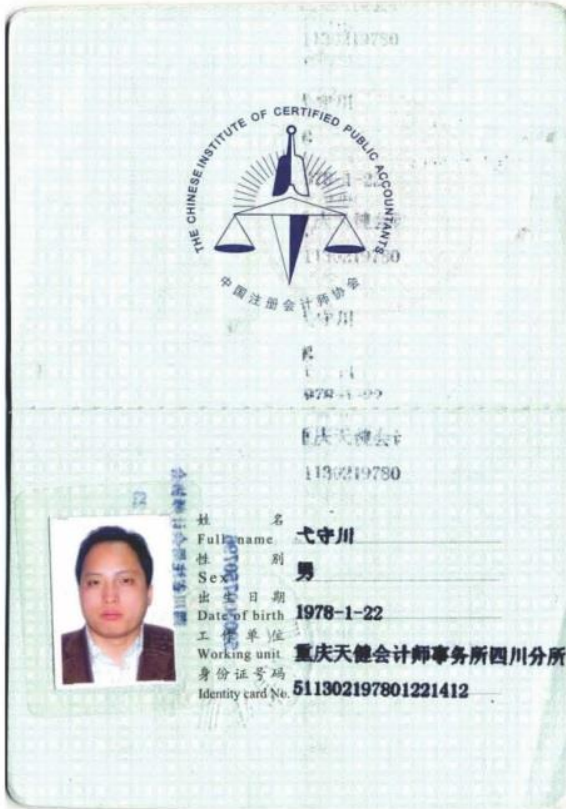 THE CHINESE INSTITUTE OF CERTIFIED PUBLIC ACCOUNTANTS
中国注册会计师协会
姓名
Full name 弋守川
性别
Sex 男
出生日期
Date of birth 1978-1-22
工作单位
Working unit 重庆天健会计师事务所四川分所
身份证号码
Identity card No. 511302197801221412